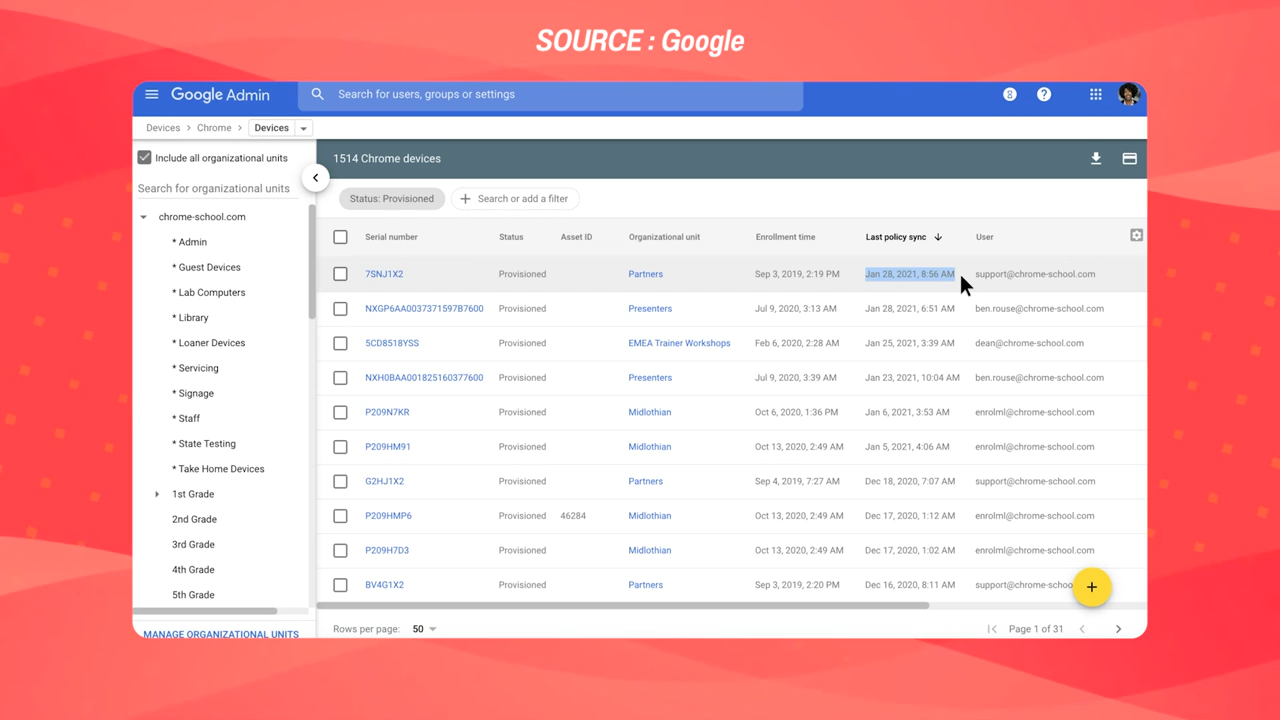 SOURCE : Google
Google Admin
Search for users, groups or settings
8
?
Devices > Chrome > Devices
Include all organizational units
Search for organizational units
chrome-school.com
* Admin
* Guest Devices
* Lab Computers
* Library
* Loaner Devices
* Servicing
* Signage
* Staff
* State Testing
* Take Home Devices
1st Grade
2nd Grade
3rd Grade
4th Grade
5th Grade
MANAGE ORGANIZATIONAL UNITS
1514 Chrome devices
Status: Provisioned
Search or add a filter
Serial number Status Asset ID Organizational unit Enrollment time Last policy sync User
7SNJ1X2 Provisioned Partners Sep 3, 2019, 2:19 PM Jan 28, 2021, 8:56 AM support@chrome-school.com
NXGP6AA0037371597B7600 Provisioned Presenters Jul 9, 2020, 3:13 AM Jan 28, 2021, 6:51 AM ben.rouse@chrome-school.com
5CD8518YSS Provisioned EMEA Trainer Workshops Feb 6, 2020, 2:28 AM Jan 25, 2021, 3:39 AM dean@chrome-school.com
NXH0BAA001825160377600 Provisioned Presenters Jul 9, 2020, 3:39 AM Jan 23, 2021, 10:04 AM ben.rouse@chrome-school.com
P209N7KR Provisioned Midlothian Oct 6, 2020, 1:36 PM Jan 6, 2021, 3:53 AM enrolml@chrome-school.com
P209HM91 Provisioned Midlothian Oct 13, 2020, 2:49 AM Jan 5, 2021, 4:06 AM enrolml@chrome-school.com
G2HJ1X2 Provisioned Partners Sep 4, 2019, 7:27 AM Dec 18, 2020, 7:07 AM support@chrome-school.com
P209HMP6 Provisioned 46284 Midlothian Oct 13, 2020, 2:49 AM Dec 17, 2020, 1:12 AM enrolml@chrome-school.com
P209H7D3 Provisioned Midlothian Oct 13, 2020, 2:49 AM Dec 17, 2020, 1:02 AM enrolml@chrome-school.com
BV4G1X2 Provisioned Partners Sep 3, 2019, 2:20 PM Dec 16, 2020, 8:11 AM support@chrome-schoo
Rows per page: 50
Page 1 of 31